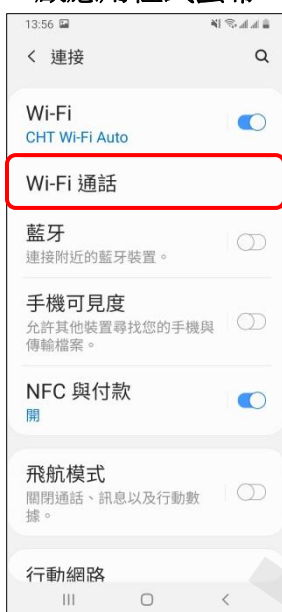 13:56
連接
Wi-Fi
CHT Wi-Fi Auto
Wi-Fi 通話
藍牙
連接附近的藍牙裝置。
手機可見度
允許其他裝置尋找您的手機與
傳輸檔案。
NFC 與付款
開
飛航模式
關閉通話、訊息以及行動數
據。
行動網路